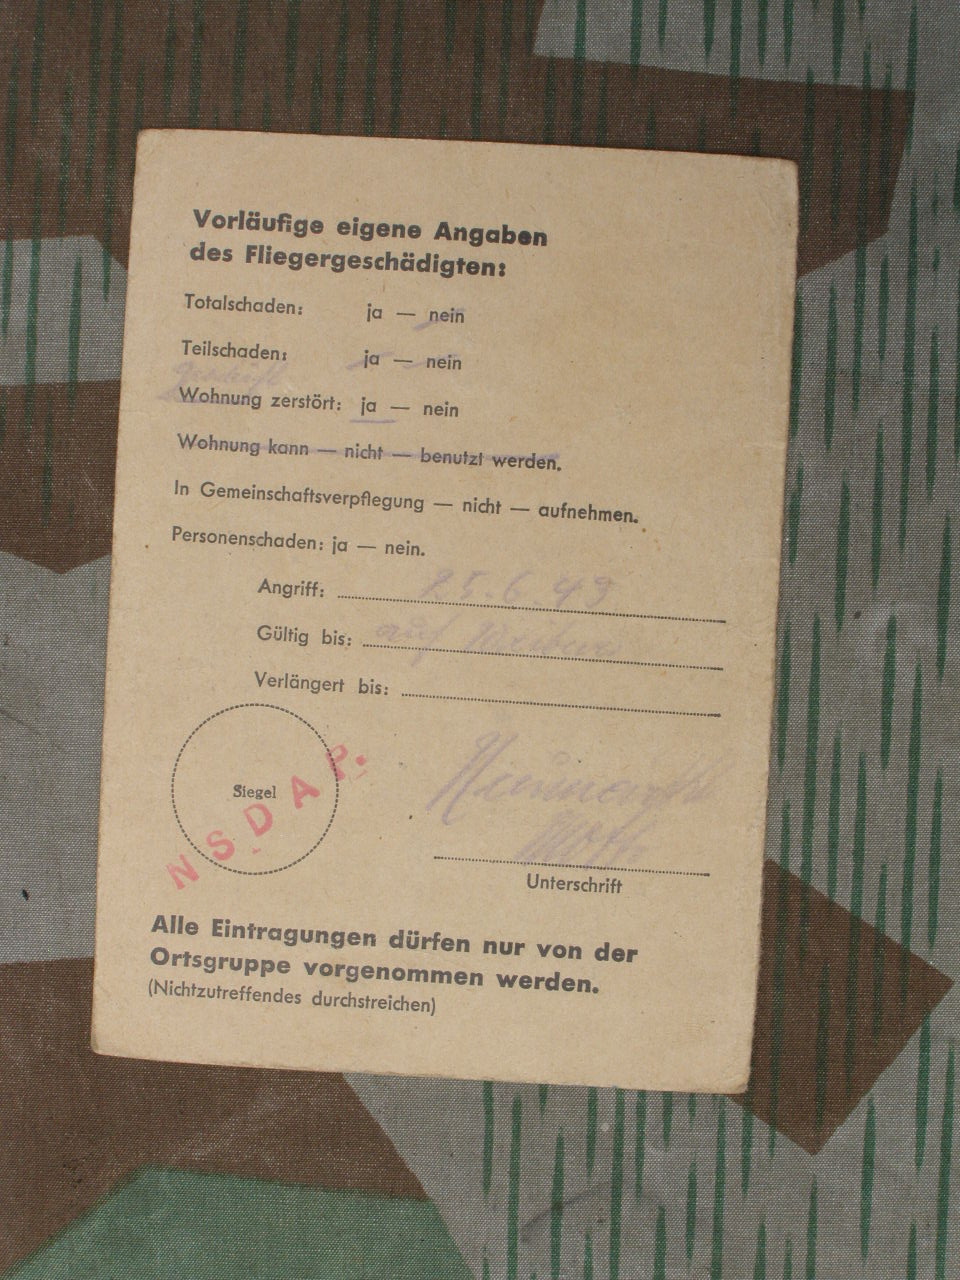 Vorläufige eigene Angaben
des Fliegergeschädigten:
Totalschaden: ja — nein
Teilschaden: ja — nein
Wohnung zerstört: ja — nein
Wohnung kann — nicht — benutzt werden.
In Gemeinschaftsverpflegung — nicht — aufnehmen.
Personenschaden: ja — nein.
Angriff: 25.6.43
Gültig bis: auf
Verlängert bis:
Siegel
N S D A P.
Unterschrift
Alle Eintragungen dürfen nur von der
Ortsgruppe vorgenommen werden.
(Nichtzutreffendes durchstreichen)